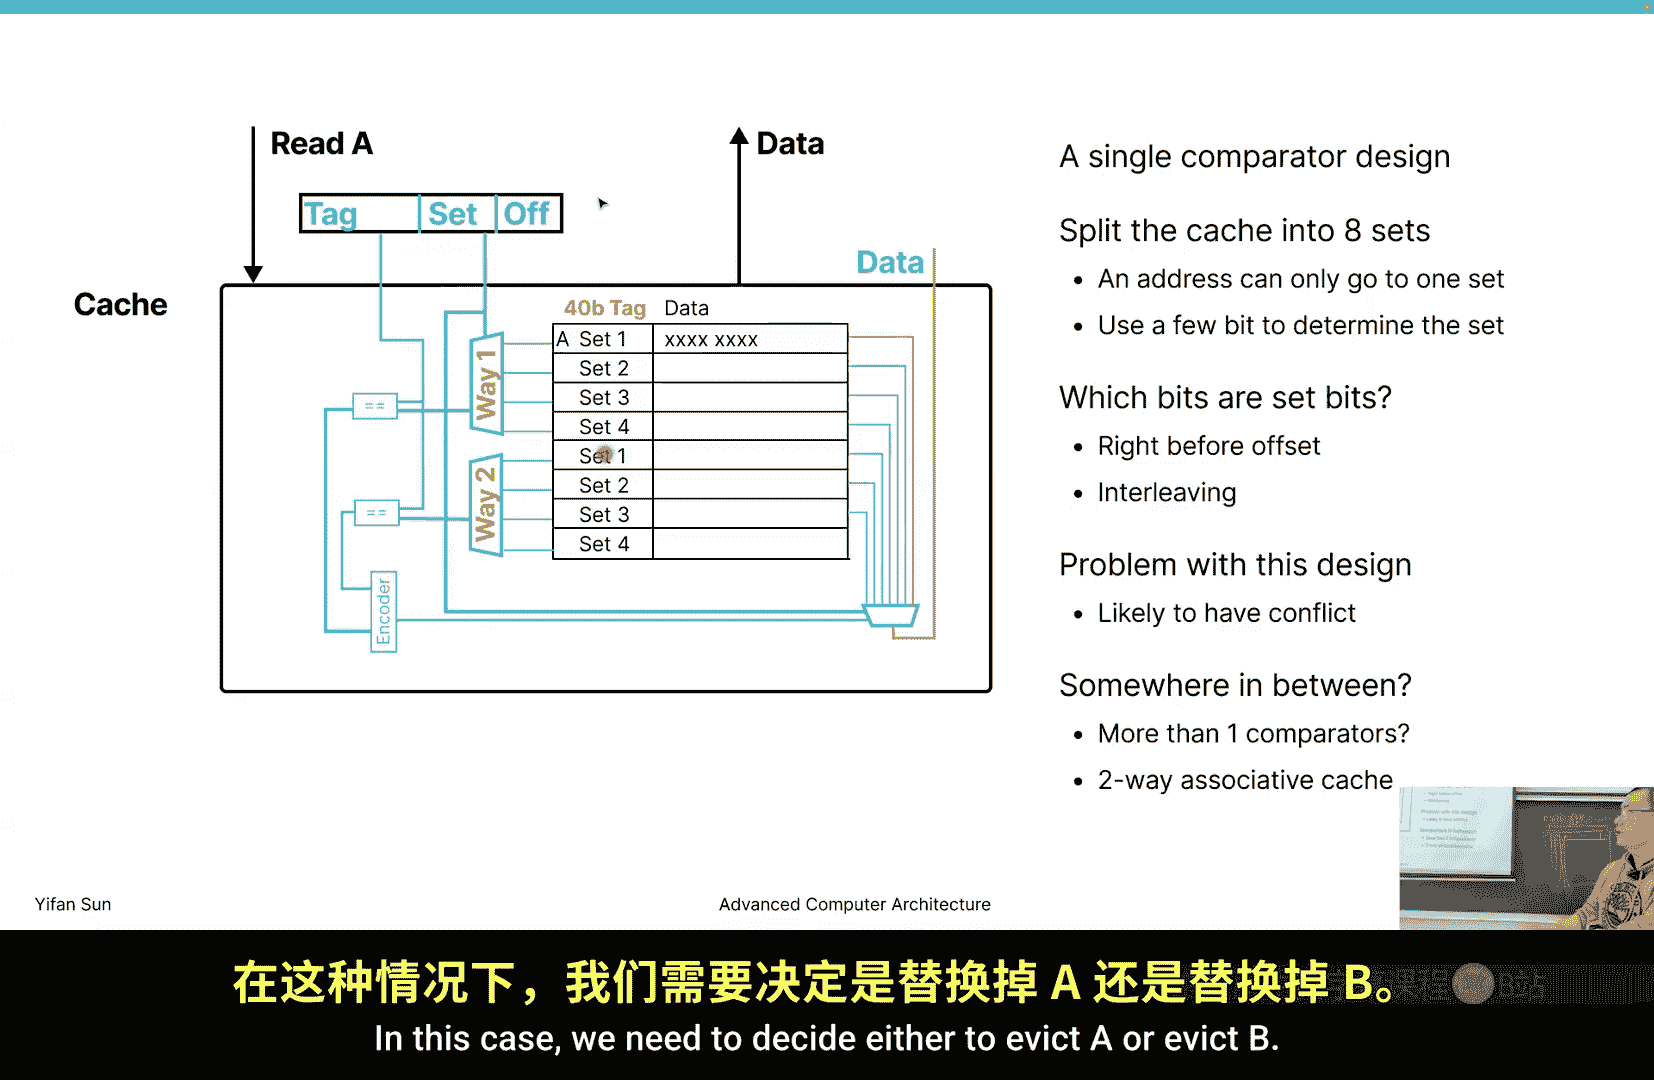 Read A
Data
Tag
Set
Off
Data
Cache
40b Tag
Data
A Set 1
xxxx xxxx
Set 2
Set 3
Set 4
Set 1
Set 2
Set 3
Set 4
Way 1
Way 2
==
==
Encoder
A single comparator design
Split the cache into 8 sets
• An address can only go to one set
• Use a few bit to determine the set
Which bits are set bits?
• Right before offset
• Interleaving
Problem with this design
• Likely to have conflict
Somewhere in between?
• More than 1 comparators?
• 2-way associative cache
Yifan Sun
Advanced Computer Architecture
在这种情况下，我们需要决定是替换掉 A 还是替换掉 B。
课程
B站
In this case, we need to decide either to evict A or evict B.